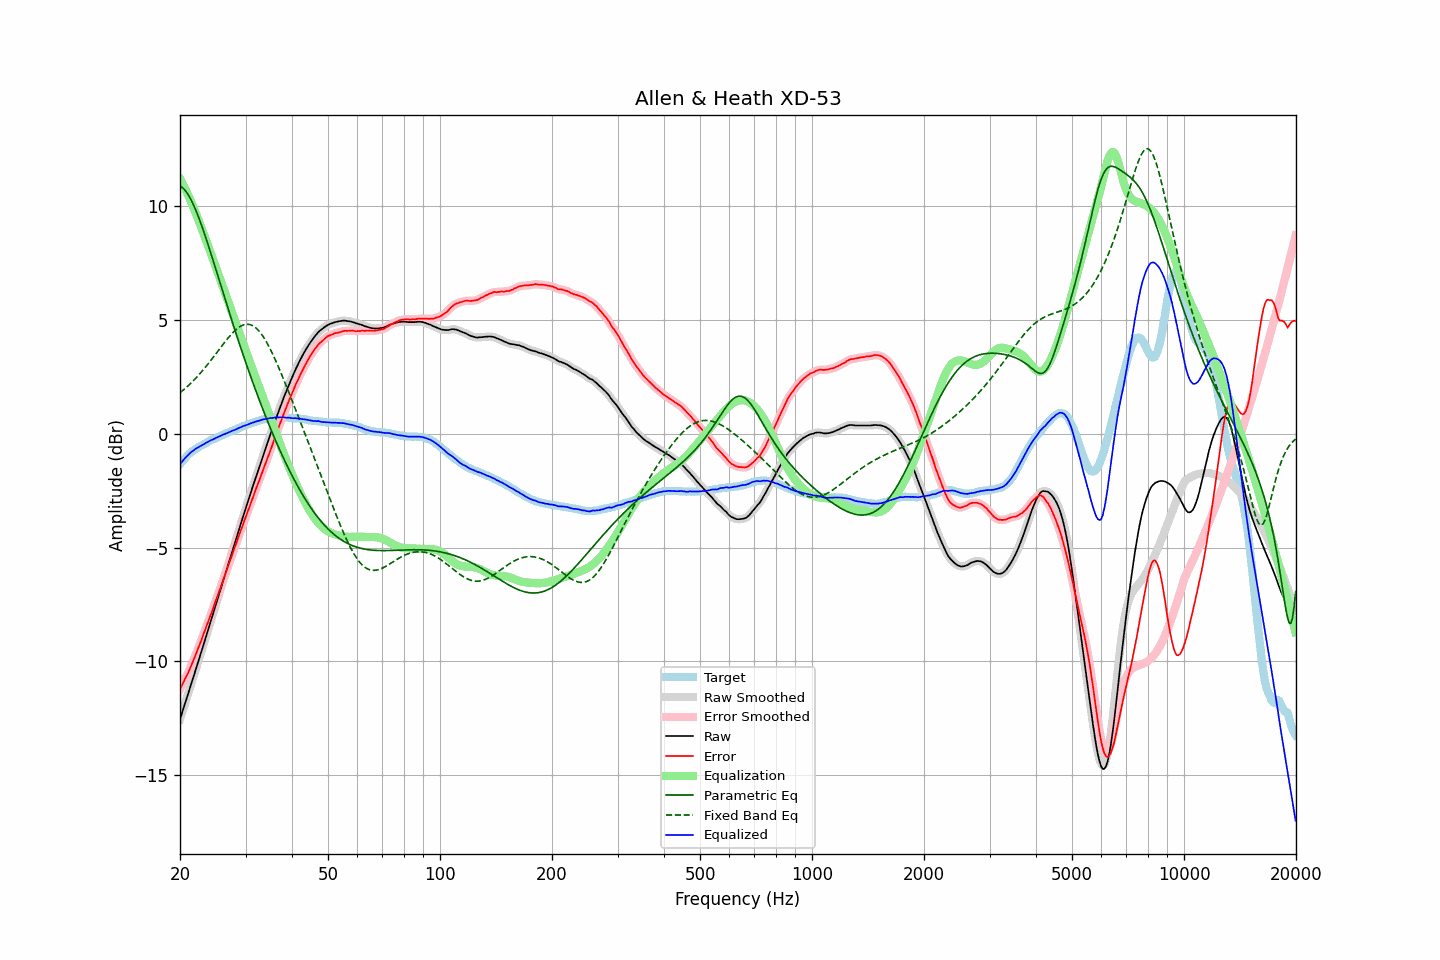 Allen & Heath XD-53
Amplitude (dBr)
10
5
0
−5
−10
−15
Target
Raw Smoothed
Error Smoothed
Raw
Error
Equalization
Parametric Eq
Fixed Band Eq
Equalized
20 50 100 200 500 1000 2000 5000 10000 20000
Frequency (Hz)